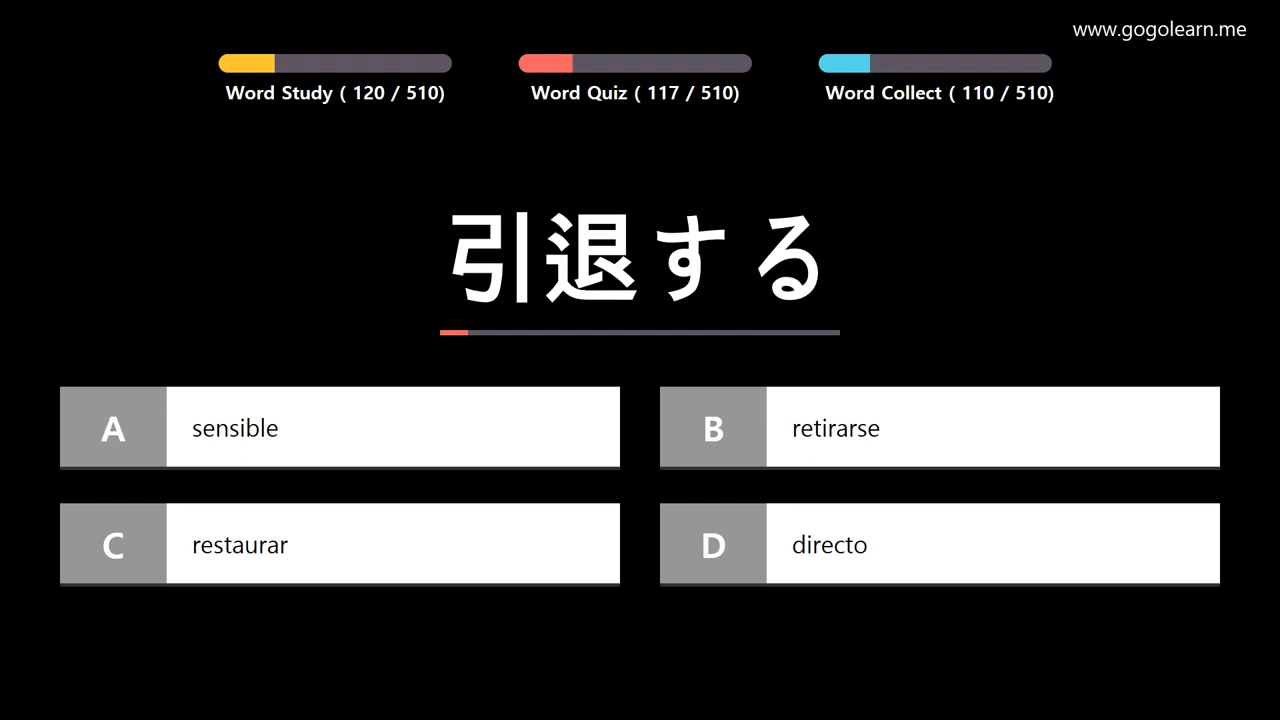 www.gogolearn.me
Word Study ( 120 / 510)
Word Quiz ( 117 / 510)
Word Collect ( 110 / 510)
引退する
A sensible
B retirarse
C restaurar
D directo